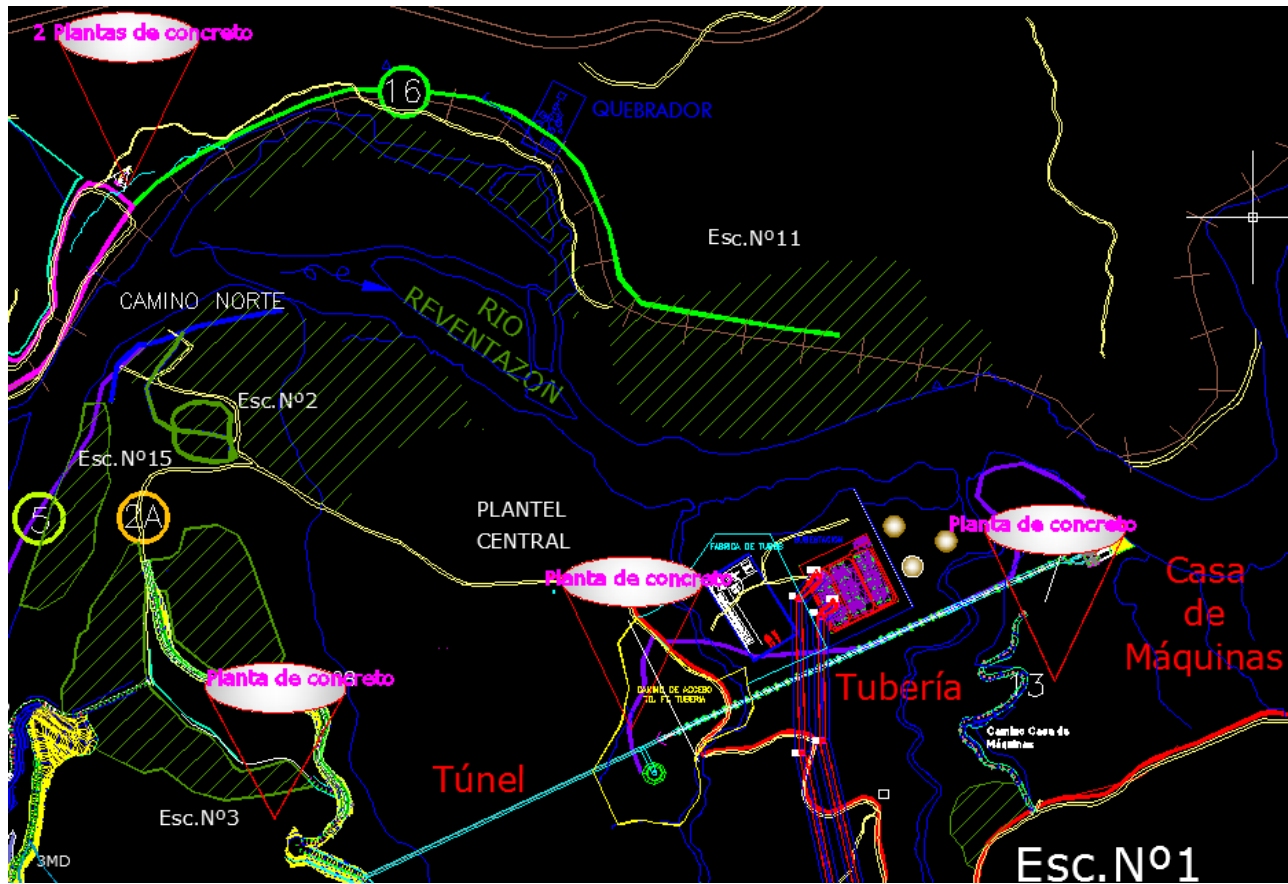 2 Plantas de concreto
16
QUEBRADOR
Esc.Nº11
CAMINO NORTE
RIO
REVENTAZON
Esc.Nº2
Esc.Nº15
5
2A
PLANTEL
CENTRAL
FABRICA DE TUBOS
Planta de concreto
Planta de concreto
Casa
de
Máquinas
Planta de concreto
Tubería
13
CAMINO DE ACCESO
Camino Casa de
Máquinas
Túnel
Esc.Nº3
3MD
Esc.Nº1